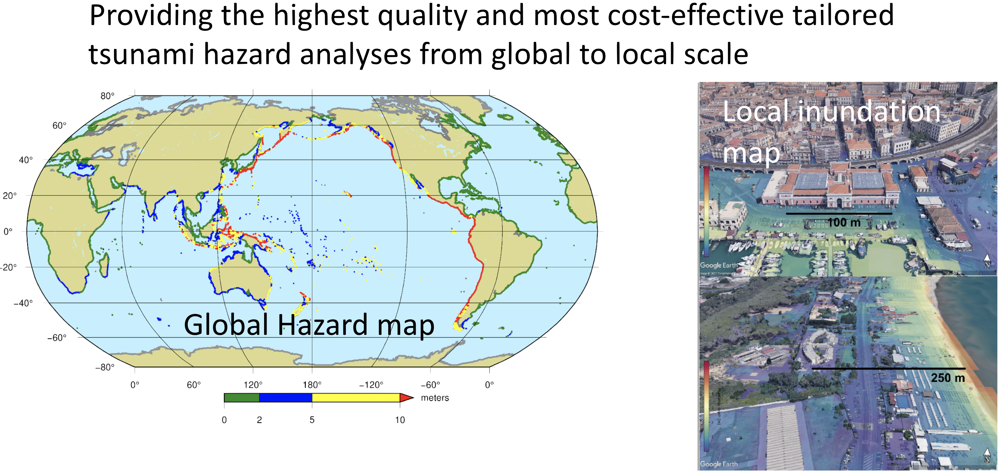 Providing the highest quality and most cost-effective tailored
tsunami hazard analyses from global to local scale
80°
60°
40°
20°
0°
−20°
−40°
−60°
−80°
Global Hazard map
0° 60° 120° 180° −120° −60° 0°
meters
0 2 5 10
Local inundation
map
100 m
Google Earth
50 m
N
250 m
Google Earth
N